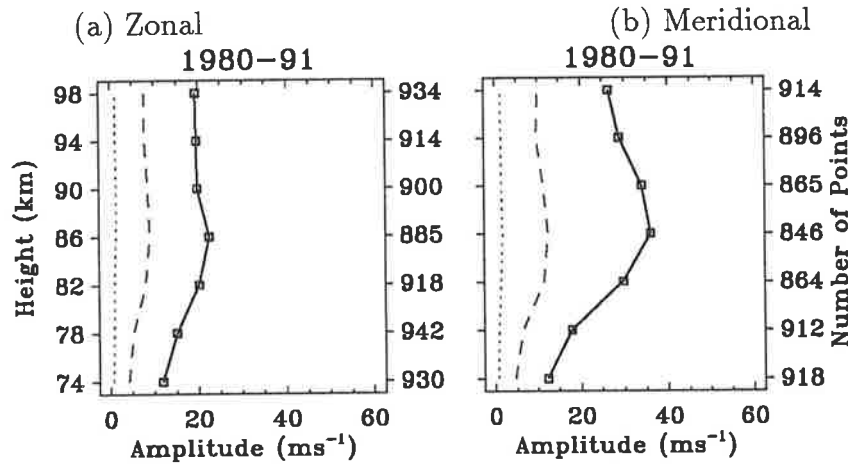 (a) Zonal
1980-91
Height (km)
98
94
90
86
82
78
74
934
914
900
885
918
942
930
0 20 40 60
Amplitude (ms⁻¹)
(b) Meridional
1980-91
914
896
865
846
864
912
918
Number of Points
0 20 40 60
Amplitude (ms⁻¹)